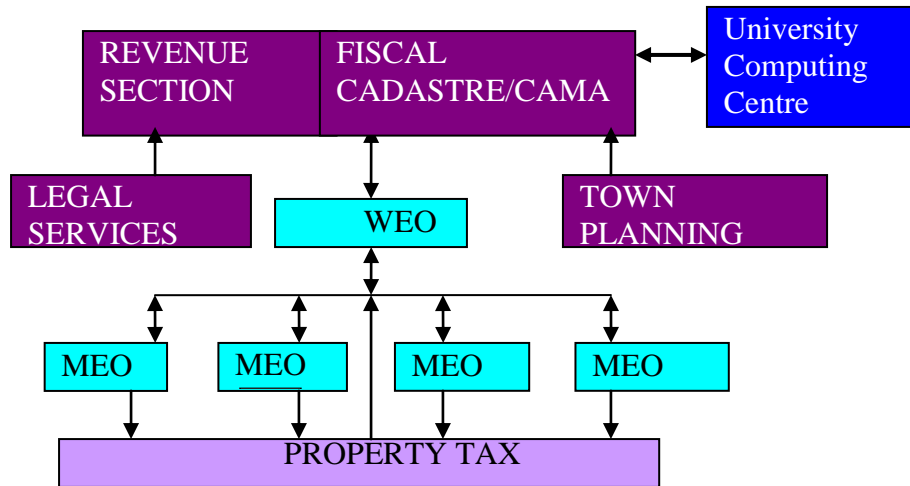 REVENUE
SECTION
FISCAL
CADASTRE/CAMA
University
Computing
Centre
LEGAL
SERVICES
WEO
TOWN
PLANNING
MEO
MEO
MEO
MEO
PROPERTY TAX